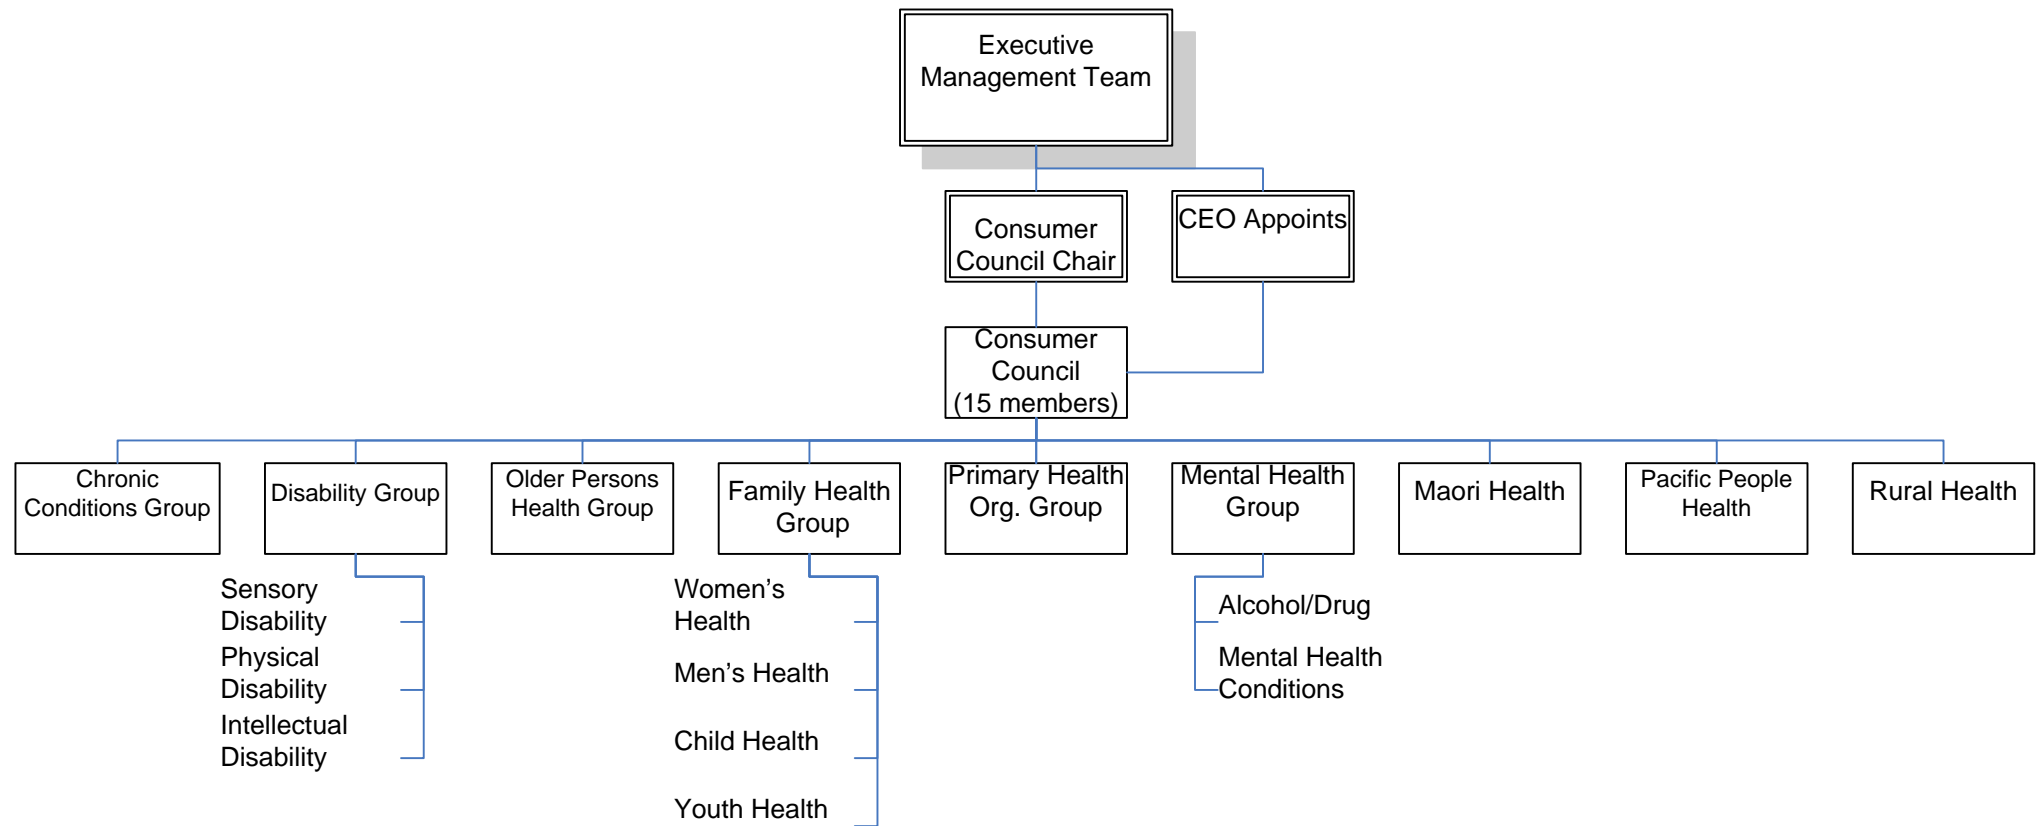 Executive
Management Team
Consumer
Council Chair
CEO Appoints
Consumer
Council
(15 members)
Chronic
Conditions Group
Disability Group
Older Persons
Health Group
Family Health
Group
Primary Health
Org. Group
Mental Health
Group
Maori Health
Pacific People
Health
Rural Health
Sensory
Disability
Physical
Disability
Intellectual
Disability
Women’s
Health
Men’s Health
Child Health
Youth Health
Alcohol/Drug
Mental Health
Conditions